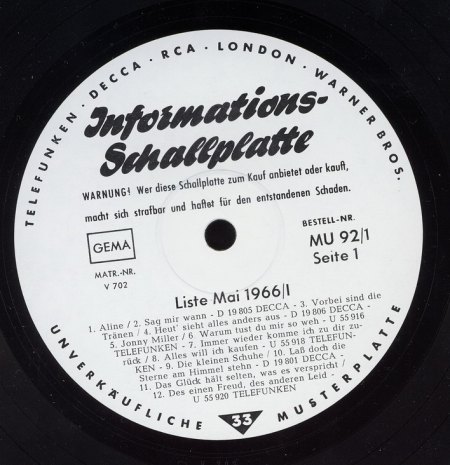 TELEFUNKEN · DECCA · RCA · LONDON · WARNER BROS.
Informations-
Schallplatte
WARNUNG! Wer diese Schallplatte zum Kauf anbietet oder kauft,
macht sich strafbar und haftet für den entstandenen Schaden.
GEMA
MATR.-NR.
V 702
BESTELL-NR.
MU 92/1
Seite 1
Liste Mai 1966/I
1. Aline / 2. Sag mir wann - D 19 805 DECCA - 3. Vorbei sind die
Tränen / 4. Heut' sieht alles anders aus - D 19 806 DECCA -
5. Jonny Miller / 6 Warum tust du mir so weh - U 55 916
TELEFUNKEN - 7. Immer wieder komme ich zu dir zu-
rück / 8. Alles will ich kaufen - U 55 918 TELEFUN-
KEN - 9. Die kleinen Schuhe / 10. Laß doch die
Sterne am Himmel stehn - D 19 801 DECCA -
11. Das Glück hält selten, was es verspricht /
12. Des einen Freud, des anderen Leid -
U 55 920 TELEFUNKEN
UNVERKÄUFLICHE 33 MUSTERPLATTE